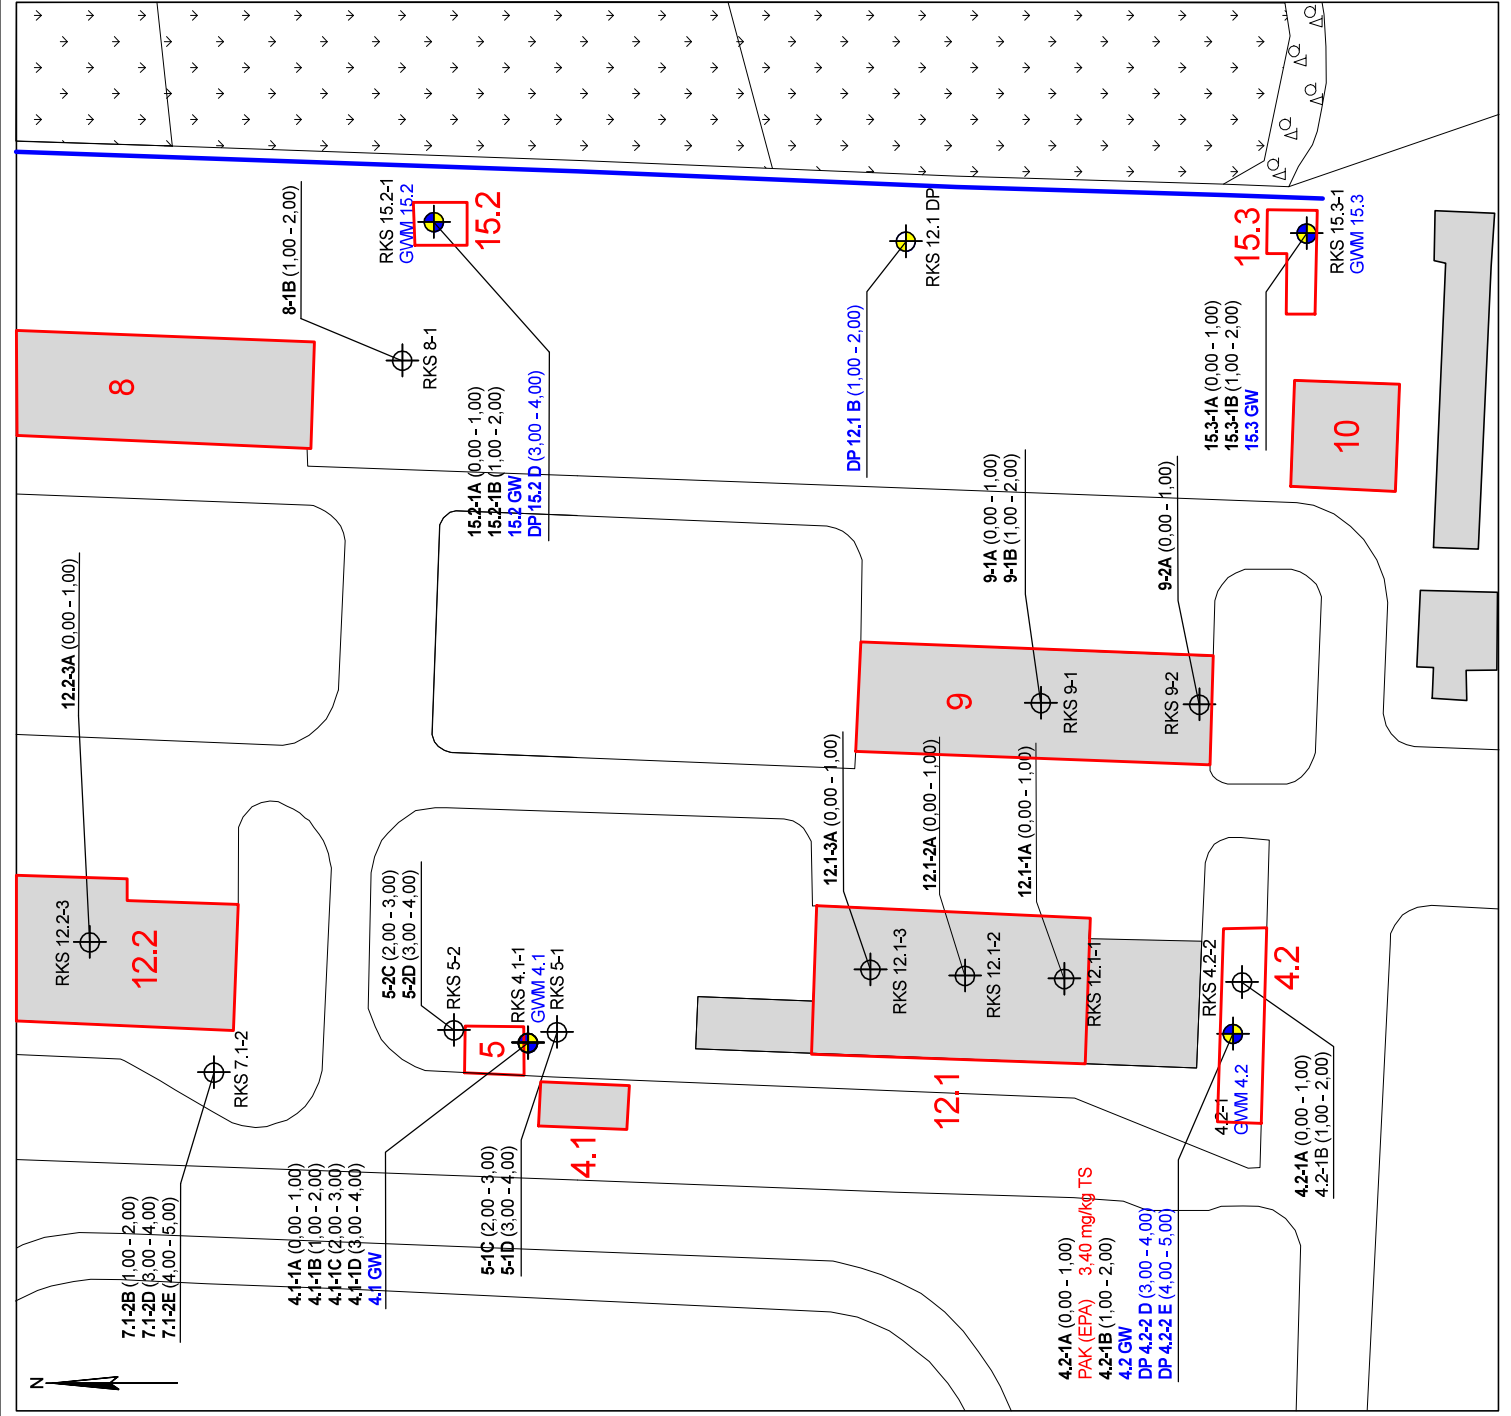 N
7.1-2B (1,00 - 2,00)
7.1-2D (3,00 - 4,00)
7.1-2E (4,00 - 5,00)
RKS 7.1-2
12.2-3A (0,00 - 1,00)
RKS 12.2-3
12.2
8
8-1B (1,00 - 2,00)
RKS 8-1
RKS 15.2-1
GWM 15.2
15.2
15.2-1A (0,00 - 1,00)
15.2-1B (1,00 - 2,00)
15.2 GW
DP 15.2 D (3,00 - 4,00)
4.1-1A (0,00 - 1,00)
4.1-1B (1,00 - 2,00)
4.1-1C (2,00 - 3,00)
4.1-1D (3,00 - 4,00)
4.1 GW
5-2C (2,00 - 3,00)
5-2D (3,00 - 4,00)
RKS 5-2
5
RKS 4.1-1
GWM 4.1
RKS 5-1
5-1C (2,00 - 3,00)
5-1D (3,00 - 4,00)
4.1
12.1-3A (0,00 - 1,00)
RKS 12.1-3
12.1-2A (0,00 - 1,00)
RKS 12.1-2
12.1-1A (0,00 - 1,00)
RKS 12.1-1
12.1
DP 12.1 B (1,00 - 2,00)
RKS 12.1 DP
9
9-1A (0,00 - 1,00)
9-1B (1,00 - 2,00)
RKS 9-1
9-2A (0,00 - 1,00)
RKS 9-2
4.2-1A (0,00 - 1,00)
PAK (EPA) 3,40 mg/kg TS
4.2-1B (1,00 - 2,00)
4.2 GW
DP 4.2-2 D (3,00 - 4,00)
DP 4.2-2 E (4,00 - 5,00)
RKS 4.2-2
4.2-1
GWM 4.2
4.2
4.2-1A (0,00 - 1,00)
4.2-1B (1,00 - 2,00)
15.3-1A (0,00 - 1,00)
15.3-1B (1,00 - 2,00)
15.3 GW
15.3
RKS 15.3-1
GWM 15.3
10